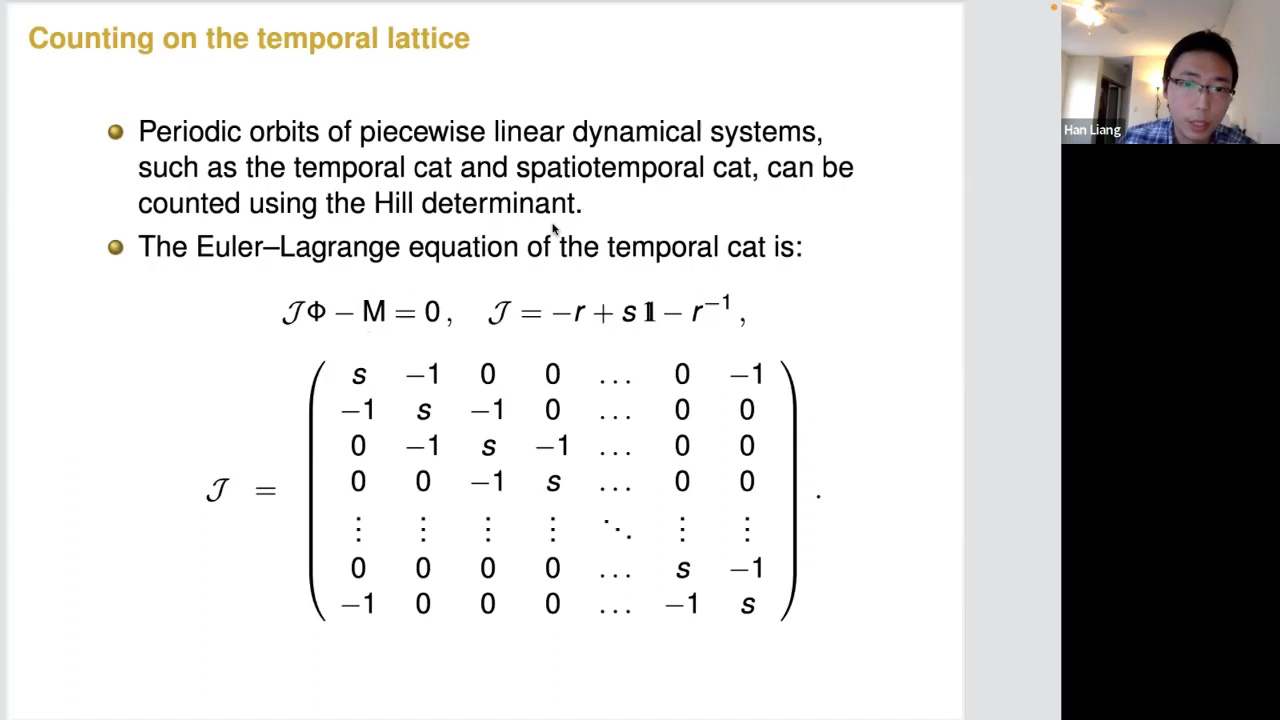 Counting on the temporal lattice
Periodic orbits of piecewise linear dynamical systems,
such as the temporal cat and spatiotemporal cat, can be
counted using the Hill determinant.
The Euler–Lagrange equation of the temporal cat is:
𝒥Φ − M = 0 , 𝒥 = −r + s 𝟙 − r⁻¹ ,
s −1 0 0 … 0 −1
−1 s −1 0 … 0 0
0 −1 s −1 … 0 0
0 0 −1 s … 0 0
𝒥 = .
⋮ ⋮ ⋮ ⋮ ⋱ ⋮ ⋮
0 0 0 0 … s −1
−1 0 0 0 … −1 s
Han Liang